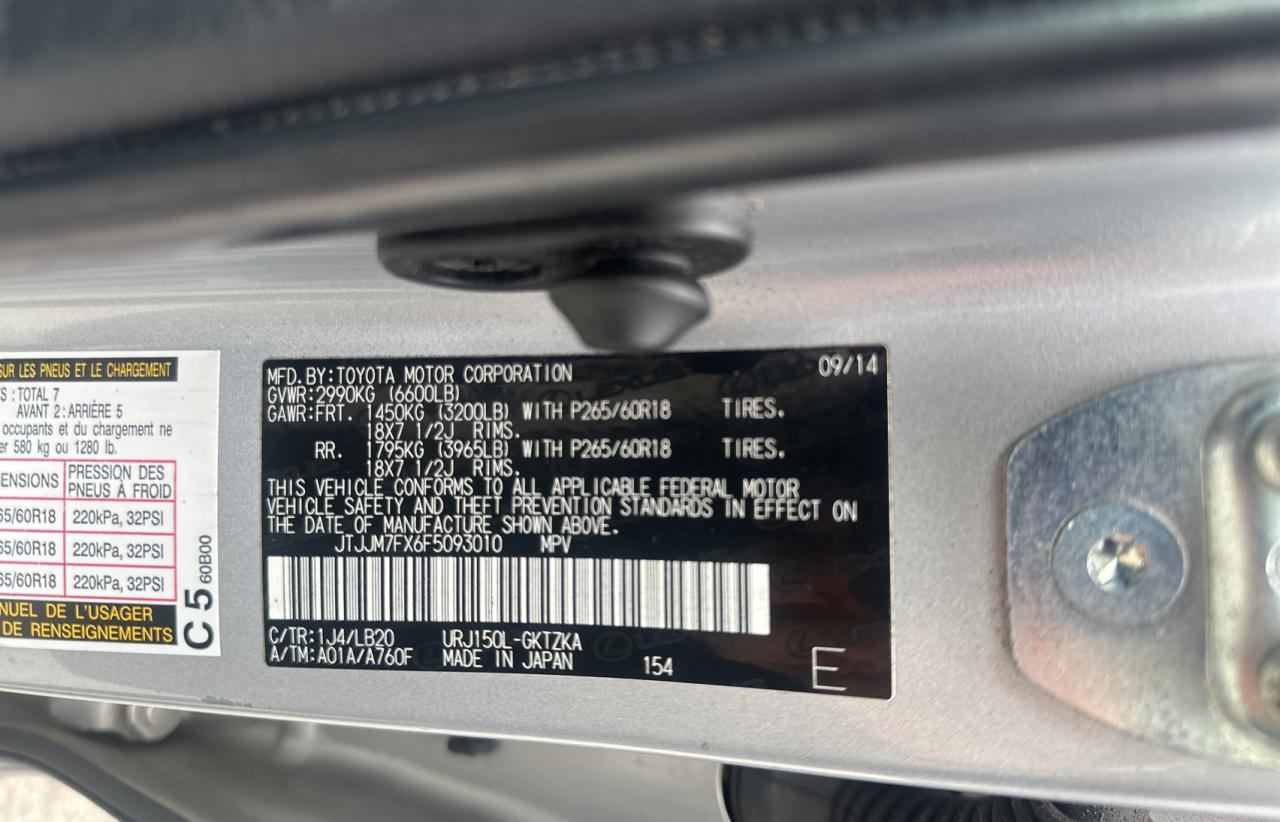 SUR LES PNEUS ET LE CHARGEMENT
TOTAL 7
AVANT 2: ARRIÈRE 5
occupants et du chargement ne
580 kg ou 1280 lb.
PRESSION DES
PNEUS À FROID
65/60R18 220kPa, 32PSI
65/60R18 220kPa, 32PSI
65/60R18 220kPa, 32PSI
DE L'USAGER
DE RENSEIGNEMENTS
C 5 60B00
MFD. BY: TOYOTA MOTOR CORPORATION 09/14
GVWR: 2990KG (6600LB)
GAWR: FRT. 1450KG (3200LB) WITH P265/60R18 TIRES.
18X7 1/2J RIMS.
RR. 1795KG (3965LB) WITH P265/60R18 TIRES.
18X7 1/2J RIMS.
THIS VEHICLE CONFORMS TO ALL APPLICABLE FEDERAL MOTOR
VEHICLE SAFETY AND THEFT PREVENTION STANDARDS IN EFFECT ON
THE DATE OF MANUFACTURE SHOWN ABOVE.
JTJJM7FX6F5093010 MPV
C/TR: 1J4/LB20 URJ150L-GKTZKA
A/TM: A01A/A760F MADE IN JAPAN 154 E